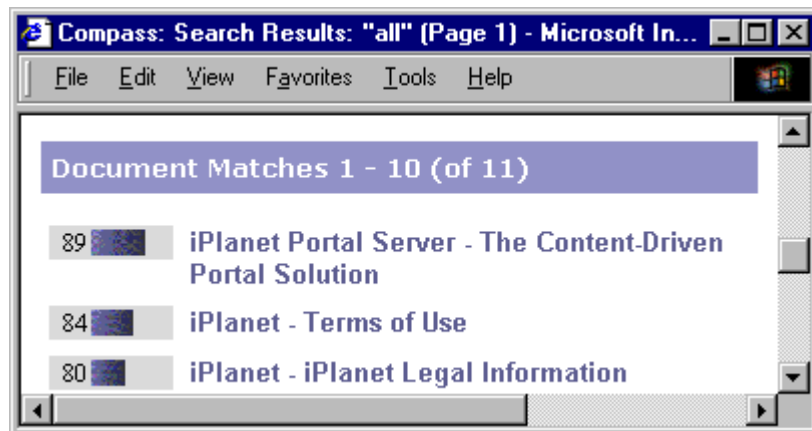 Compass: Search Results: "all" (Page 1) - Microsoft In...
File Edit View Favorites Tools Help
Document Matches 1 - 10 (of 11)
89 iPlanet Portal Server - The Content-Driven
Portal Solution
84 iPlanet - Terms of Use
80 iPlanet - iPlanet Legal Information